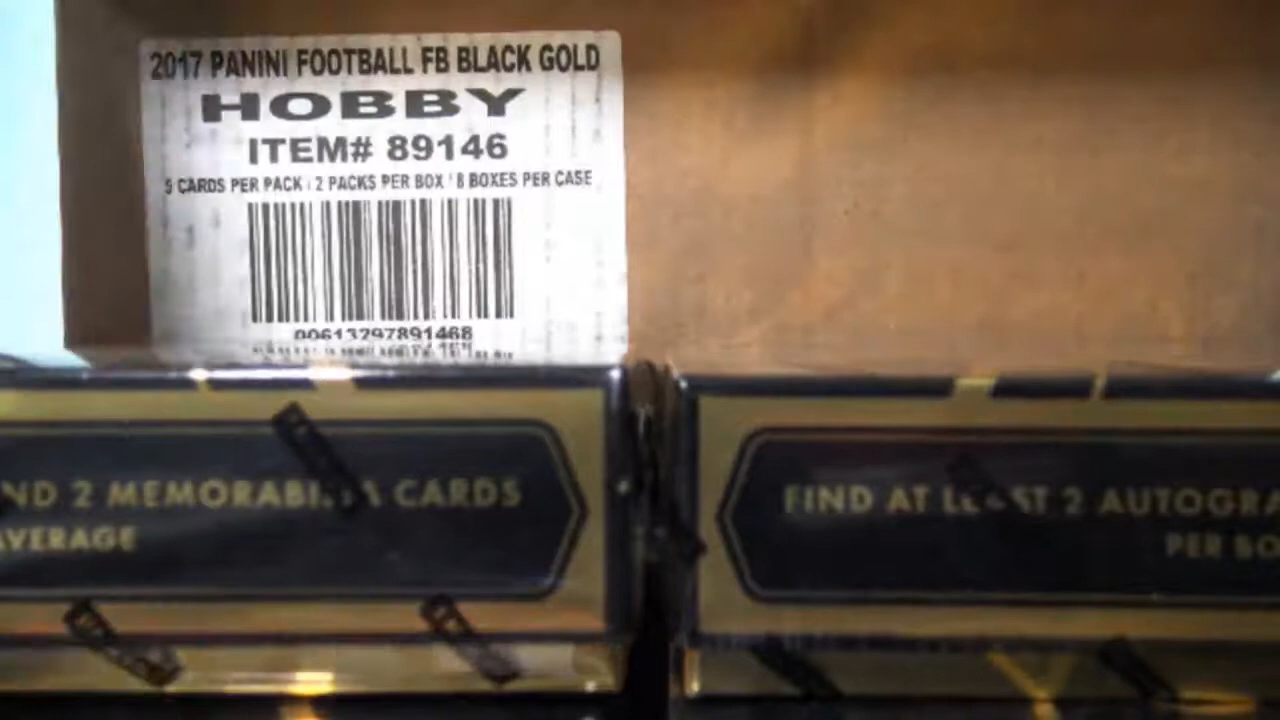 2017 PANINI FOOTBALL FB BLACK GOLD
HOBBY
ITEM# 89146
5 CARDS PER PACK : 2 PACKS PER BOX : 8 BOXES PER CASE
00613297891468
ND 2 MEMORABILIA CARDS
AVERAGE
FIND AT LEAST 2 AUTOGRA
PER BO